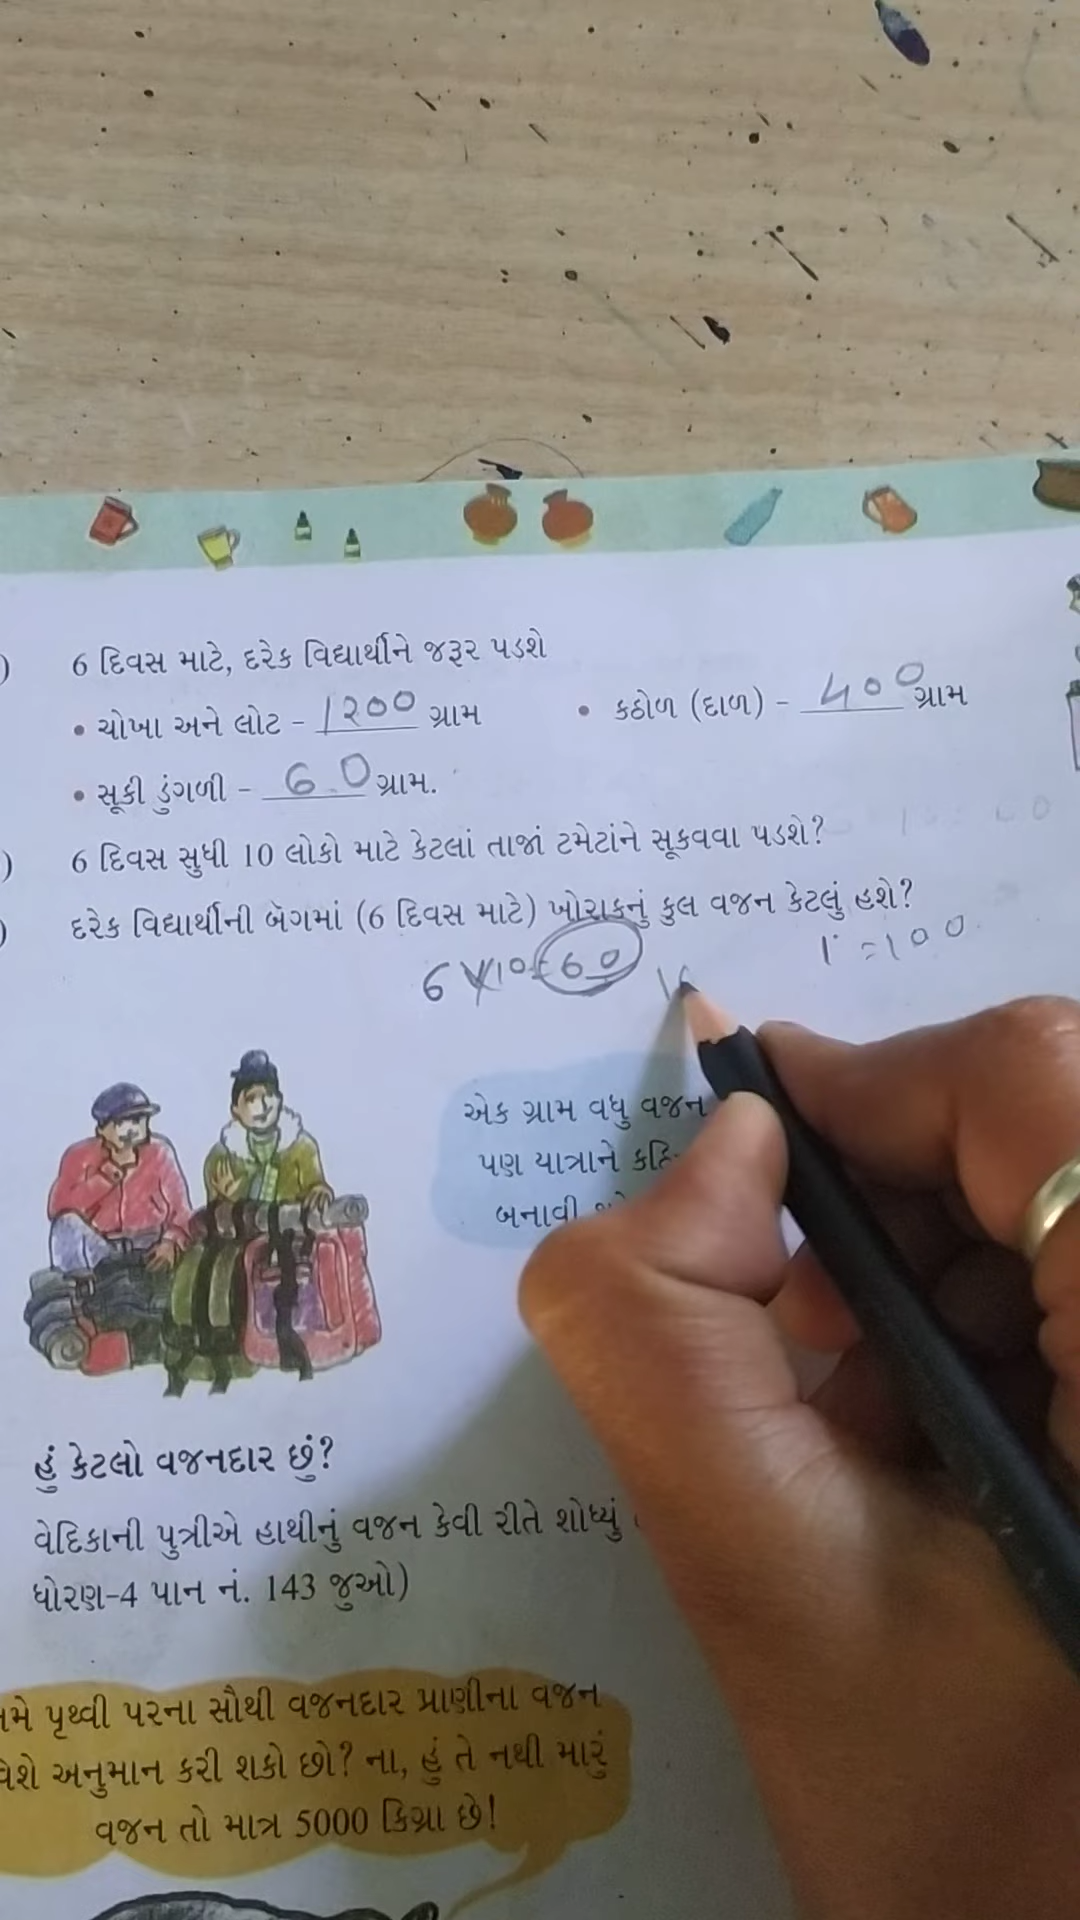 ) 6 દિવસ માટે, દરેક વિદ્યાર્થીને જરૂર પડશે
• ચોખા અને લોટ – 1200 ગ્રામ • કઠોળ (દાળ) – 400 ગ્રામ
• સૂકી ડુંગળી – 60 ગ્રામ.
) 6 દિવસ સુધી 10 લોકો માટે કેટલાં તાજાં ટમેટાંને સૂકવવા પડશે?
) દરેક વિદ્યાર્થીની બૅગમાં (6 દિવસ માટે) ખોરાકનું કુલ વજન કેટલું હશે?
6 x 10 = 60
1 = 100
એક ગ્રામ વધુ વજન
પણ યાત્રાને
બનાવી
હું કેટલો વજનદાર છું?
વેદિકાની પુત્રીએ હાથીનું વજન કેવી રીતે શોધ્યું
ધોરણ–4 પાન નં. 143 જુઓ)
પૃથ્વી પરના સૌથી વજનદાર પ્રાણીના વજન
અનુમાન કરી શકો છો? ના, હું તે નથી મારું
વજન તો માત્ર 5000 કિગ્રા છે!